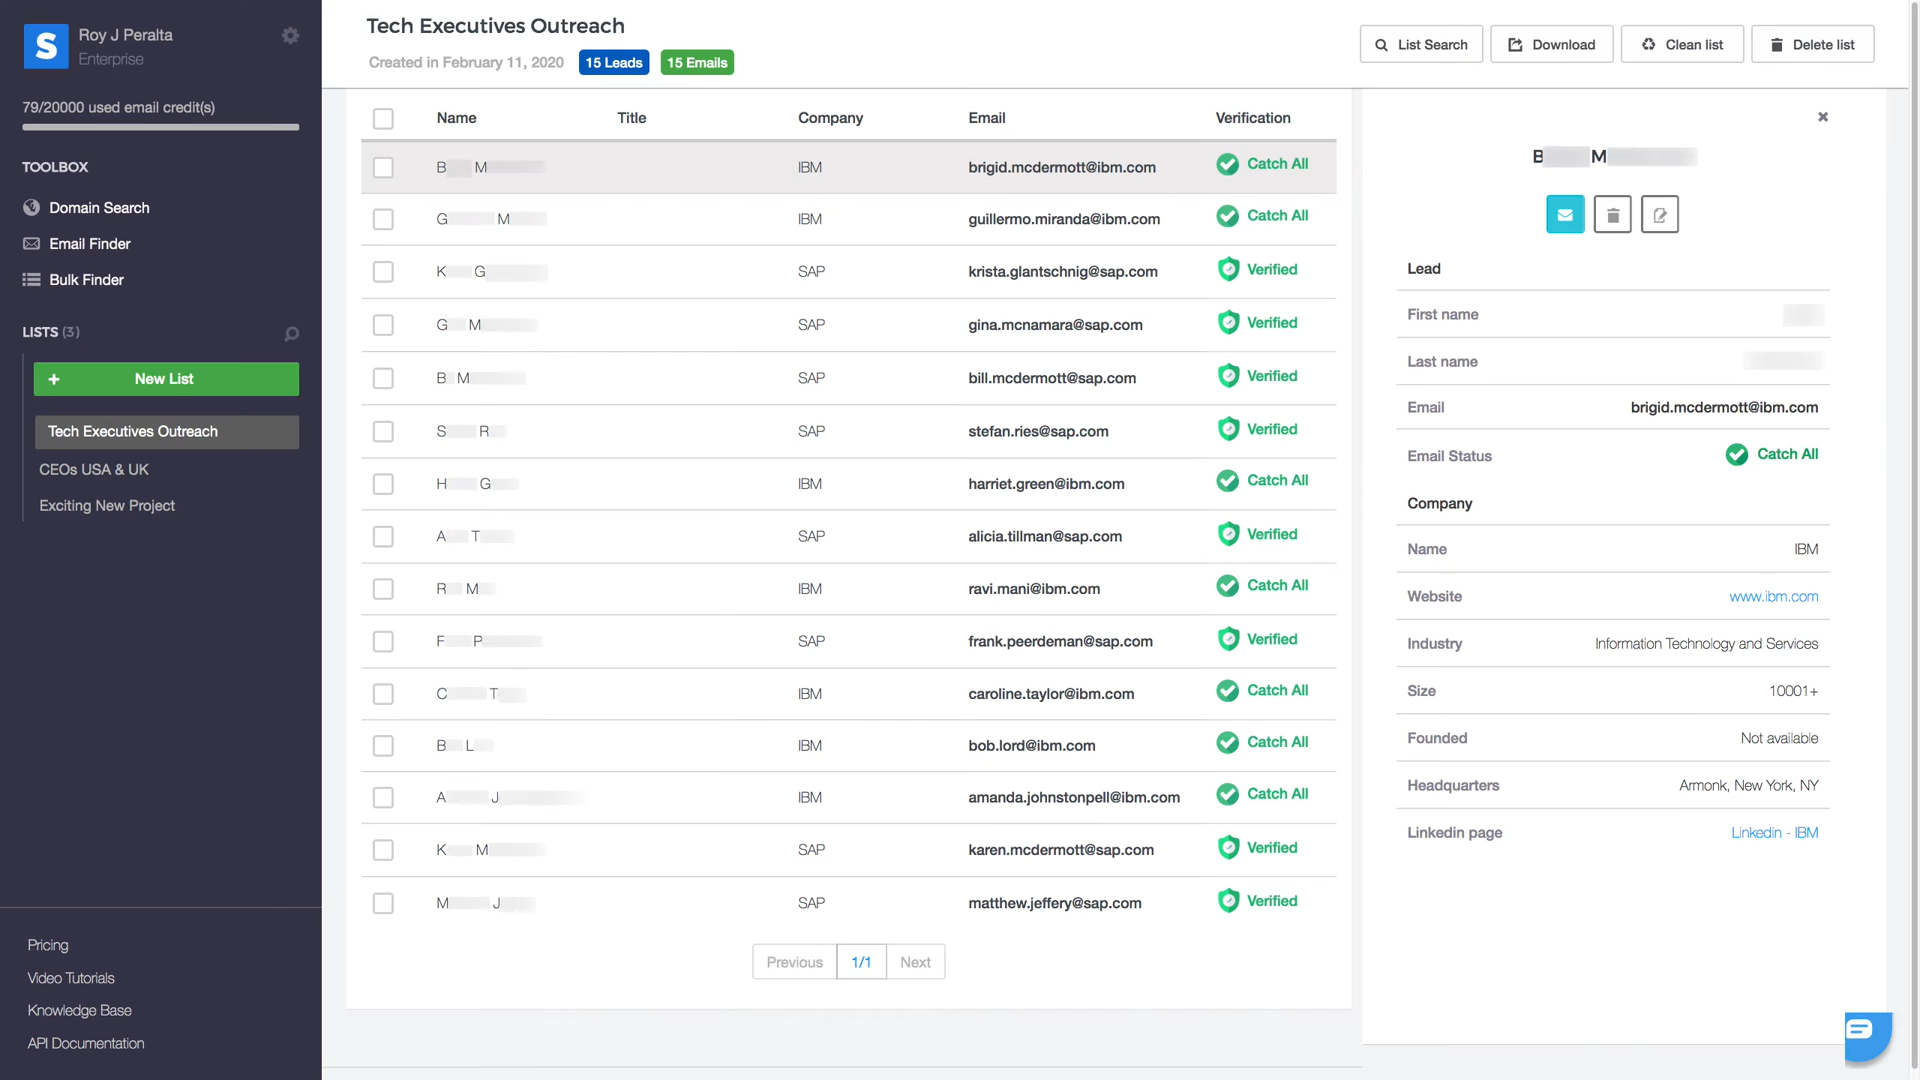 S
Roy J Peralta
Enterprise
79/20000 used email credit(s)
TOOLBOX
Domain Search
Email Finder
Bulk Finder
LISTS (3)
+ New List
Tech Executives Outreach
CEOs USA & UK
Exciting New Project
Pricing
Video Tutorials
Knowledge Base
API Documentation
Tech Executives Outreach
Created in February 11, 2020 15 Leads 15 Emails
List Search Download Clean list Delete list
Name Title Company Email Verification
B M IBM brigid.mcdermott@ibm.com Catch All
G M IBM guillermo.miranda@ibm.com Catch All
K G SAP krista.glantschnig@sap.com Verified
G M SAP gina.mcnamara@sap.com Verified
B M SAP bill.mcdermott@sap.com Verified
S R SAP stefan.ries@sap.com Verified
H G IBM harriet.green@ibm.com Catch All
A T SAP alicia.tillman@sap.com Verified
R M IBM ravi.mani@ibm.com Catch All
F P SAP frank.peerdeman@sap.com Verified
C T IBM caroline.taylor@ibm.com Catch All
B L IBM bob.lord@ibm.com Catch All
A J IBM amanda.johnstonpell@ibm.com Catch All
K M SAP karen.mcdermott@sap.com Verified
M J SAP matthew.jeffery@sap.com Verified
Previous 1/1 Next
B M
Lead
First name
Last name
Email brigid.mcdermott@ibm.com
Email Status Catch All
Company
Name IBM
Website www.ibm.com
Industry Information Technology and Services
Size 10001+
Founded Not available
Headquarters Armonk, New York, NY
Linkedin page Linkedin - IBM